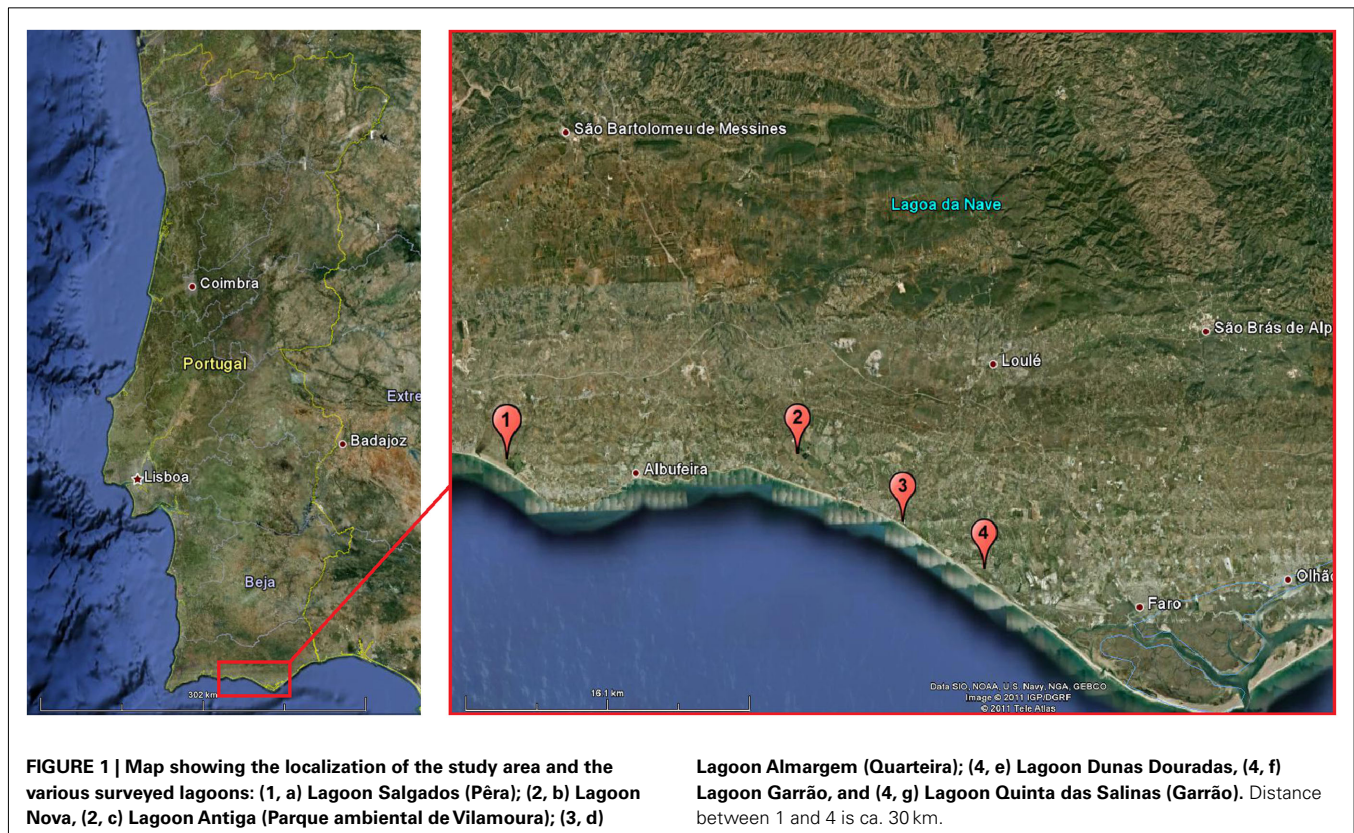 Coimbra
Portugal
Extre
Badajoz
Lisboa
Beja
302 km
São Bartolomeu de Messines
Lagoa da Nave
São Brás de Alp
Loulé
1
2
Albufeira
3
4
Olhão
Faro
16.1 km
Data SIO, NOAA, U.S. Navy, NGA, GEBCO
Image © 2011 IGP/DGRF
© 2011 Tele Atlas
FIGURE 1 | Map showing the localization of the study area and the
various surveyed lagoons: (1, a) Lagoon Salgados (Pêra); (2, b) Lagoon
Nova, (2, c) Lagoon Antiga (Parque ambiental de Vilamoura); (3, d)
Lagoon Almargem (Quarteira); (4, e) Lagoon Dunas Douradas, (4, f)
Lagoon Garrão, and (4, g) Lagoon Quinta das Salinas (Garrão). Distance
between 1 and 4 is ca. 30 km.